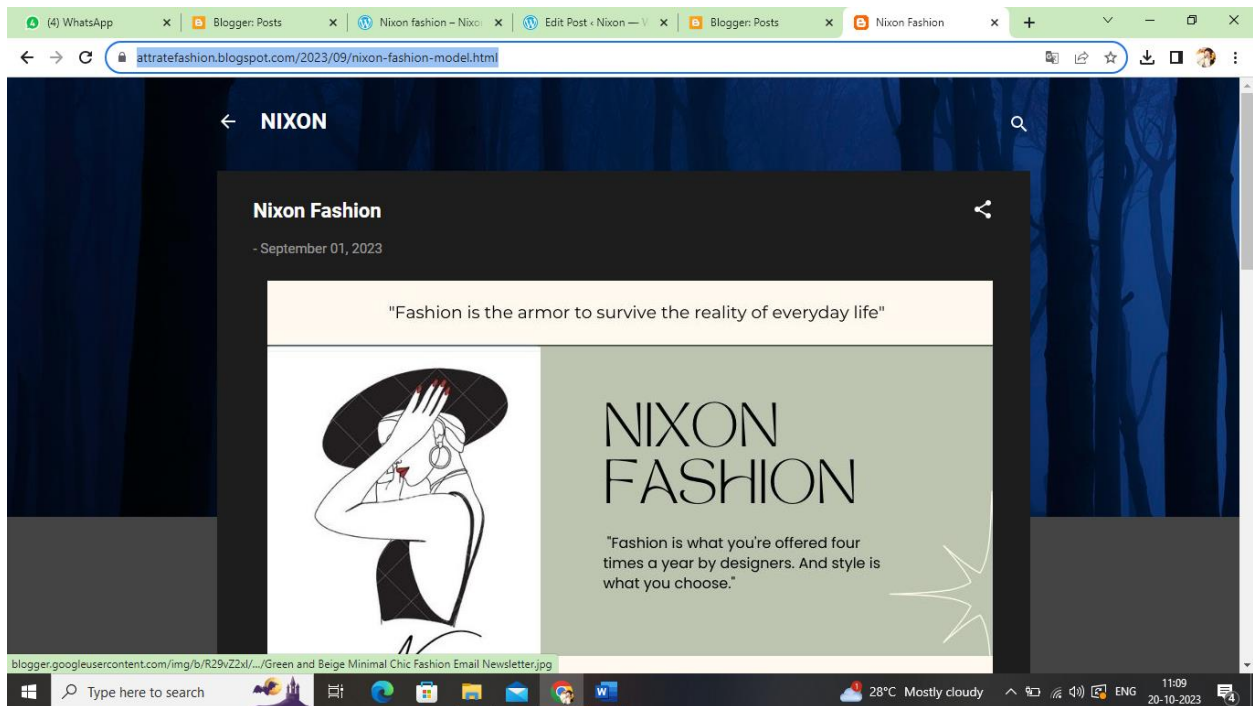 (4) WhatsApp
Blogger: Posts
Nixon fashion – Nixo
Edit Post ‹ Nixon — W
Blogger: Posts
Nixon Fashion
attratefashion.blogspot.com/2023/09/nixon-fashion-model.html
NIXON
Nixon Fashion
- September 01, 2023
"Fashion is the armor to survive the reality of everyday life"
NIXON
FASHION
"Fashion is what you're offered four
times a year by designers. And style is
what you choose."
blogger.googleusercontent.com/img/b/R29vZ2xl/.../Green and Beige Minimal Chic Fashion Email Newsletter.jpg
Type here to search
28°C Mostly cloudy
ENG
11:09
20-10-2023